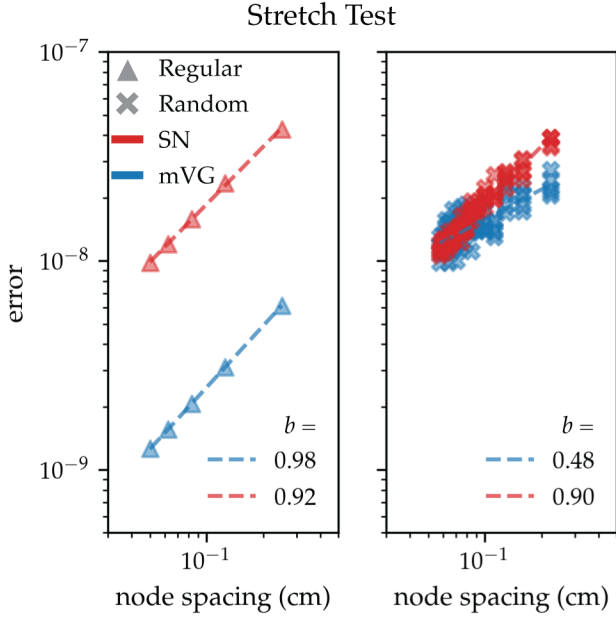 Stretch Test
10⁻⁷
Regular
Random
SN
mVG
10⁻⁸
error
10⁻⁹
b =
0.98
0.92
b =
0.48
0.90
10⁻¹
10⁻¹
node spacing (cm)
node spacing (cm)